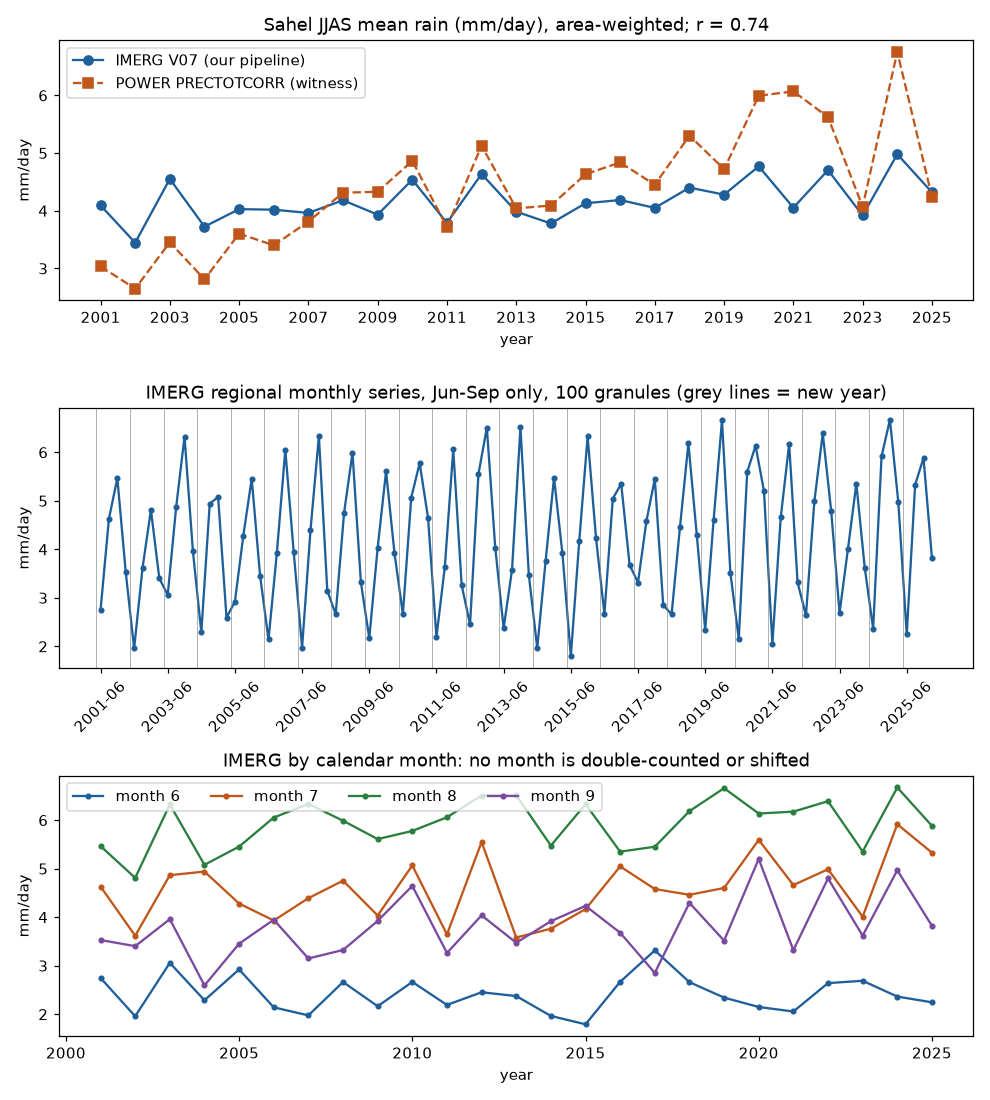 Sahel JJAS mean rain (mm/day), area-weighted; r = 0.74
IMERG V07 (our pipeline)
POWER PRECTOTCORR (witness)
6
5
4
3
mm/day
2001 2003 2005 2007 2009 2011 2013 2015 2017 2019 2021 2023 2025
year
IMERG regional monthly series, Jun-Sep only, 100 granules (grey lines = new year)
6
5
4
3
2
mm/day
2001-06 2003-06 2005-06 2007-06 2009-06 2011-06 2013-06 2015-06 2017-06 2019-06 2021-06 2023-06 2025-06
IMERG by calendar month: no month is double-counted or shifted
month 6 month 7 month 8 month 9
6
5
4
3
2
mm/day
2000 2005 2010 2015 2020 2025
year